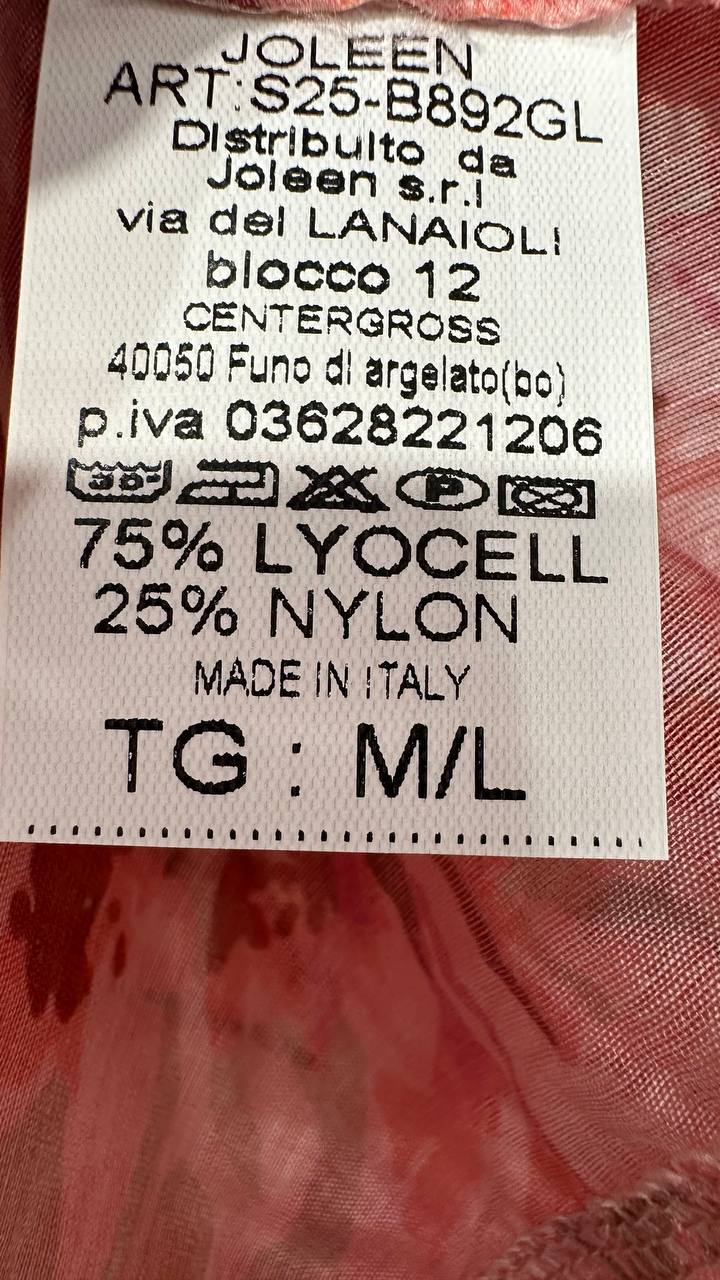 JOLEEN
ART:S25-B892GL
Distribuito da
Joleen s.r.l
via dei LANAIOLI
blocco 12
CENTERGROSS
40050 Funo di argelato(bo)
p.iva 03628221206
30° P
75% LYOCELL
25% NYLON
MADE IN ITALY
TG : M/L